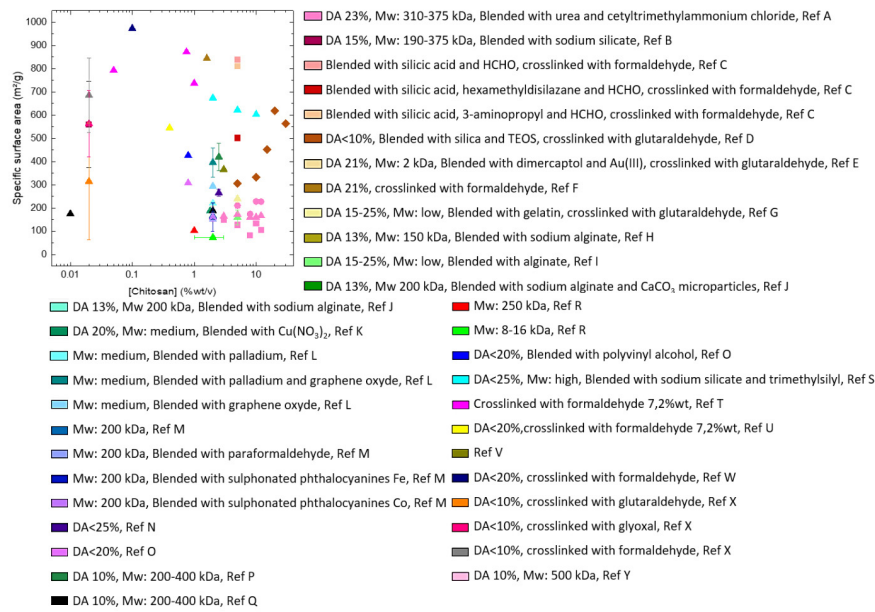 1000
900
800
700
600
500
400
300
200
100
0
Specific surface area (m²/g)
0.01
0.1
1
10
[Chitosan] (%wt/v)
DA 23%, Mw: 310-375 kDa, Blended with urea and cetyltrimethylammonium chloride, Ref A
DA 15%, Mw: 190-375 kDa, Blended with sodium silicate, Ref B
Blended with silicic acid and HCHO, crosslinked with formaldehyde, Ref C
Blended with silicic acid, hexamethyldisilazane and HCHO, crosslinked with formaldehyde, Ref C
Blended with silicic acid, 3-aminopropyl and HCHO, crosslinked with formaldehyde, Ref C
DA<10%, Blended with silica and TEOS, crosslinked with glutaraldehyde, Ref D
DA 21%, Mw: 2 kDa, Blended with dimercaptol and Au(III), crosslinked with glutaraldehyde, Ref E
DA 21%, crosslinked with formaldehyde, Ref F
DA 15-25%, Mw: low, Blended with gelatin, crosslinked with glutaraldehyde, Ref G
DA 13%, Mw: 150 kDa, Blended with sodium alginate, Ref H
DA 15-25%, Mw: low, Blended with alginate, Ref I
DA 13%, Mw 200 kDa, Blended with sodium alginate and CaCO₃ microparticles, Ref J
DA 13%, Mw 200 kDa, Blended with sodium alginate, Ref J
DA 20%, Mw: medium, Blended with Cu(NO₃)₂, Ref K
Mw: medium, Blended with palladium, Ref L
Mw: medium, Blended with palladium and graphene oxyde, Ref L
Mw: medium, Blended with graphene oxyde, Ref L
Mw: 200 kDa, Ref M
Mw: 200 kDa, Blended with paraformaldehyde, Ref M
Mw: 200 kDa, Blended with sulphonated phthalocyanines Fe, Ref M
Mw: 200 kDa, Blended with sulphonated phthalocyanines Co, Ref M
DA<25%, Ref N
DA<20%, Ref O
DA 10%, Mw: 200-400 kDa, Ref P
DA 10%, Mw: 200-400 kDa, Ref Q
Mw: 250 kDa, Ref R
Mw: 8-16 kDa, Ref R
DA<20%, Blended with polyvinyl alcohol, Ref O
DA<25%, Mw: high, Blended with sodium silicate and trimethylsilyl, Ref S
Crosslinked with formaldehyde 7,2%wt, Ref T
DA<20%,crosslinked with formaldehyde 7,2%wt, Ref U
Ref V
DA<20%, crosslinked with formaldehyde, Ref W
DA<10%, crosslinked with glutaraldehyde, Ref X
DA<10%, crosslinked with glyoxal, Ref X
DA<10%, crosslinked with formaldehyde, Ref X
DA 10%, Mw: 500 kDa, Ref Y